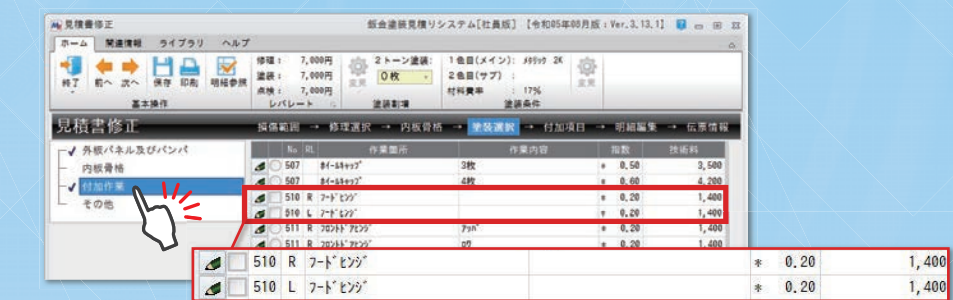 見積書修正 鈑金塗装見積りシステム[社員版] 【令和05年08月版:Ver.3.13.1】
ホーム 関連情報 ライブラリ ヘルプ
終了 前へ 次へ 保存 印刷 明細参照
基本操作
修理: 7,000円
塗装: 7,000円
点検: 7,000円
変更
レバレート
2トーン塗装:
0枚
塗装割増
1色目(メイン): メタリック 2K
2色目(サブ) :
材料費率 : 17%
変更
塗装条件
見積書修正 損傷範囲 → 修理選択 → 内板骨格 → 塗装選択 → 付加項目 → 明細編集 → 伝票情報
外板パネル及びバンパ
内板骨格
付加作業
その他
No RL 作業箇所 作業内容 指数 技術料
507 ホイールキャップ 3枚 * 0.50 3,500
507 ホイールキャップ 4枚 * 0.60 4,200
510 R フードヒンジ * 0.20 1,400
510 L フードヒンジ * 0.20 1,400
511 R フロントドアヒンジ アッパ * 0.20 1,400
511 R フロントドアヒンジ ロワ * 0.20 1,400
510 R フードヒンジ * 0.20 1,400
510 L フードヒンジ * 0.20 1,400